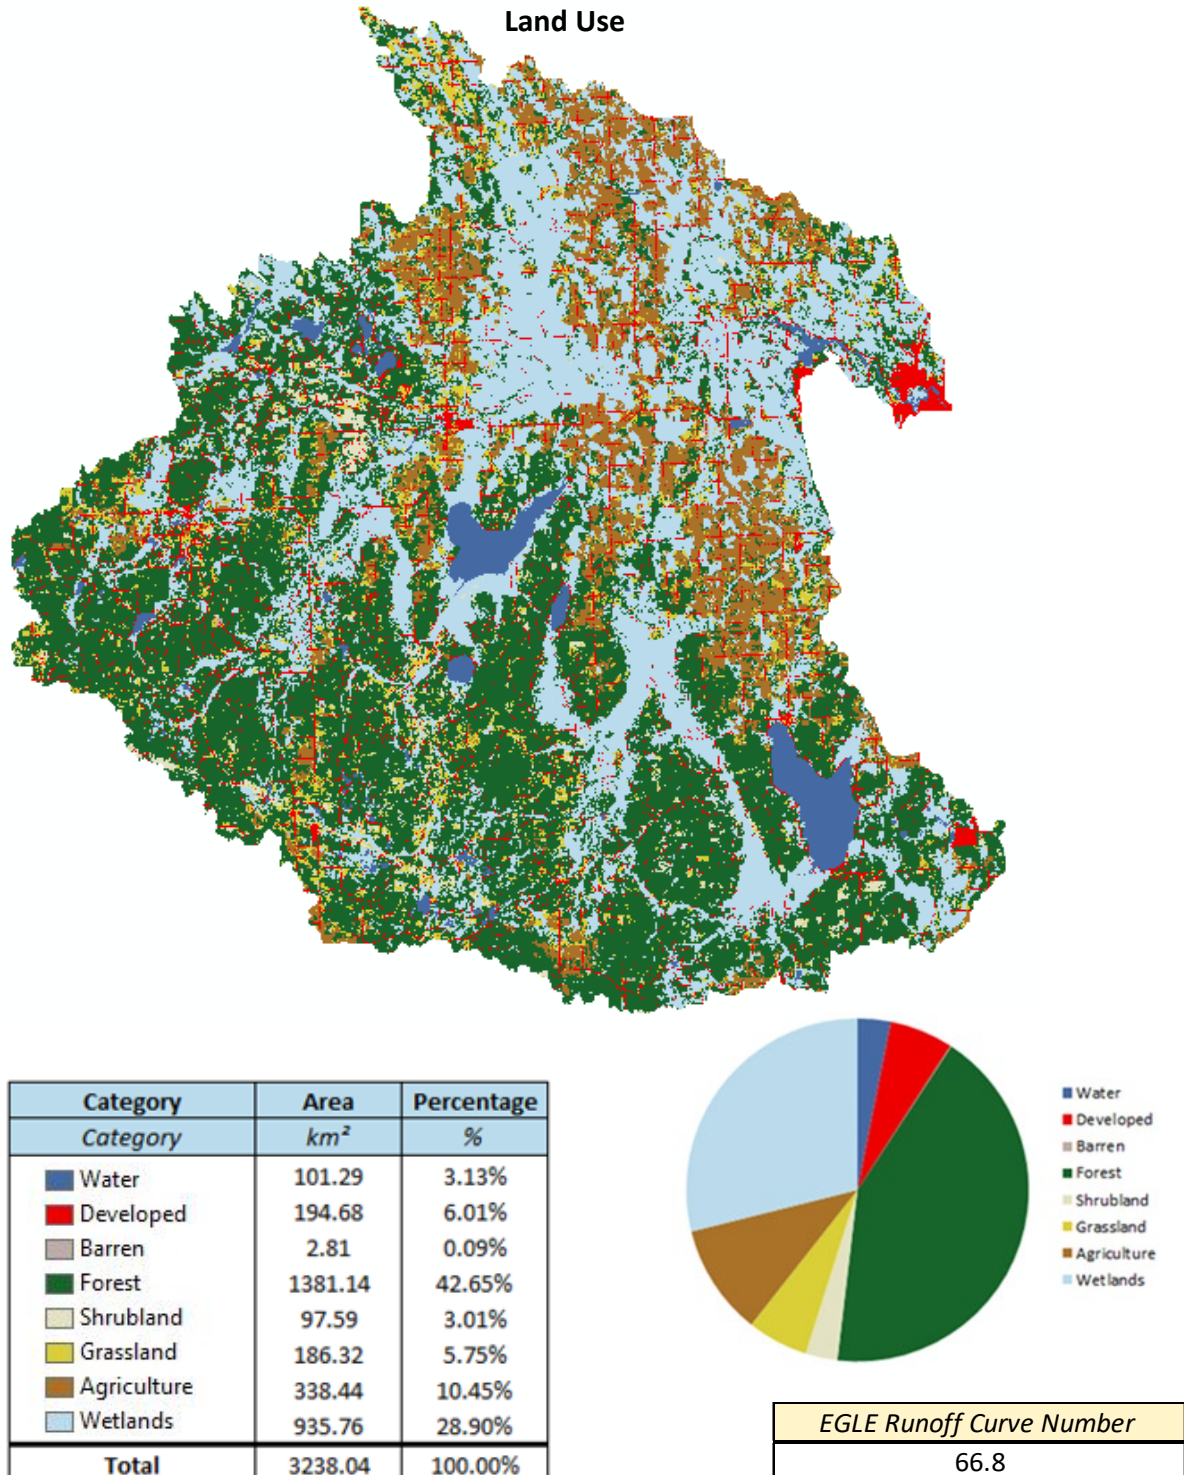 Land Use
Category Area Percentage
Category km² %
Water 101.29 3.13%
Developed 194.68 6.01%
Barren 2.81 0.09%
Forest 1381.14 42.65%
Shrubland 97.59 3.01%
Grassland 186.32 5.75%
Agriculture 338.44 10.45%
Wetlands 935.76 28.90%
Total 3238.04 100.00%
Water
Developed
Barren
Forest
Shrubland
Grassland
Agriculture
Wetlands
EGLE Runoff Curve Number
66.8